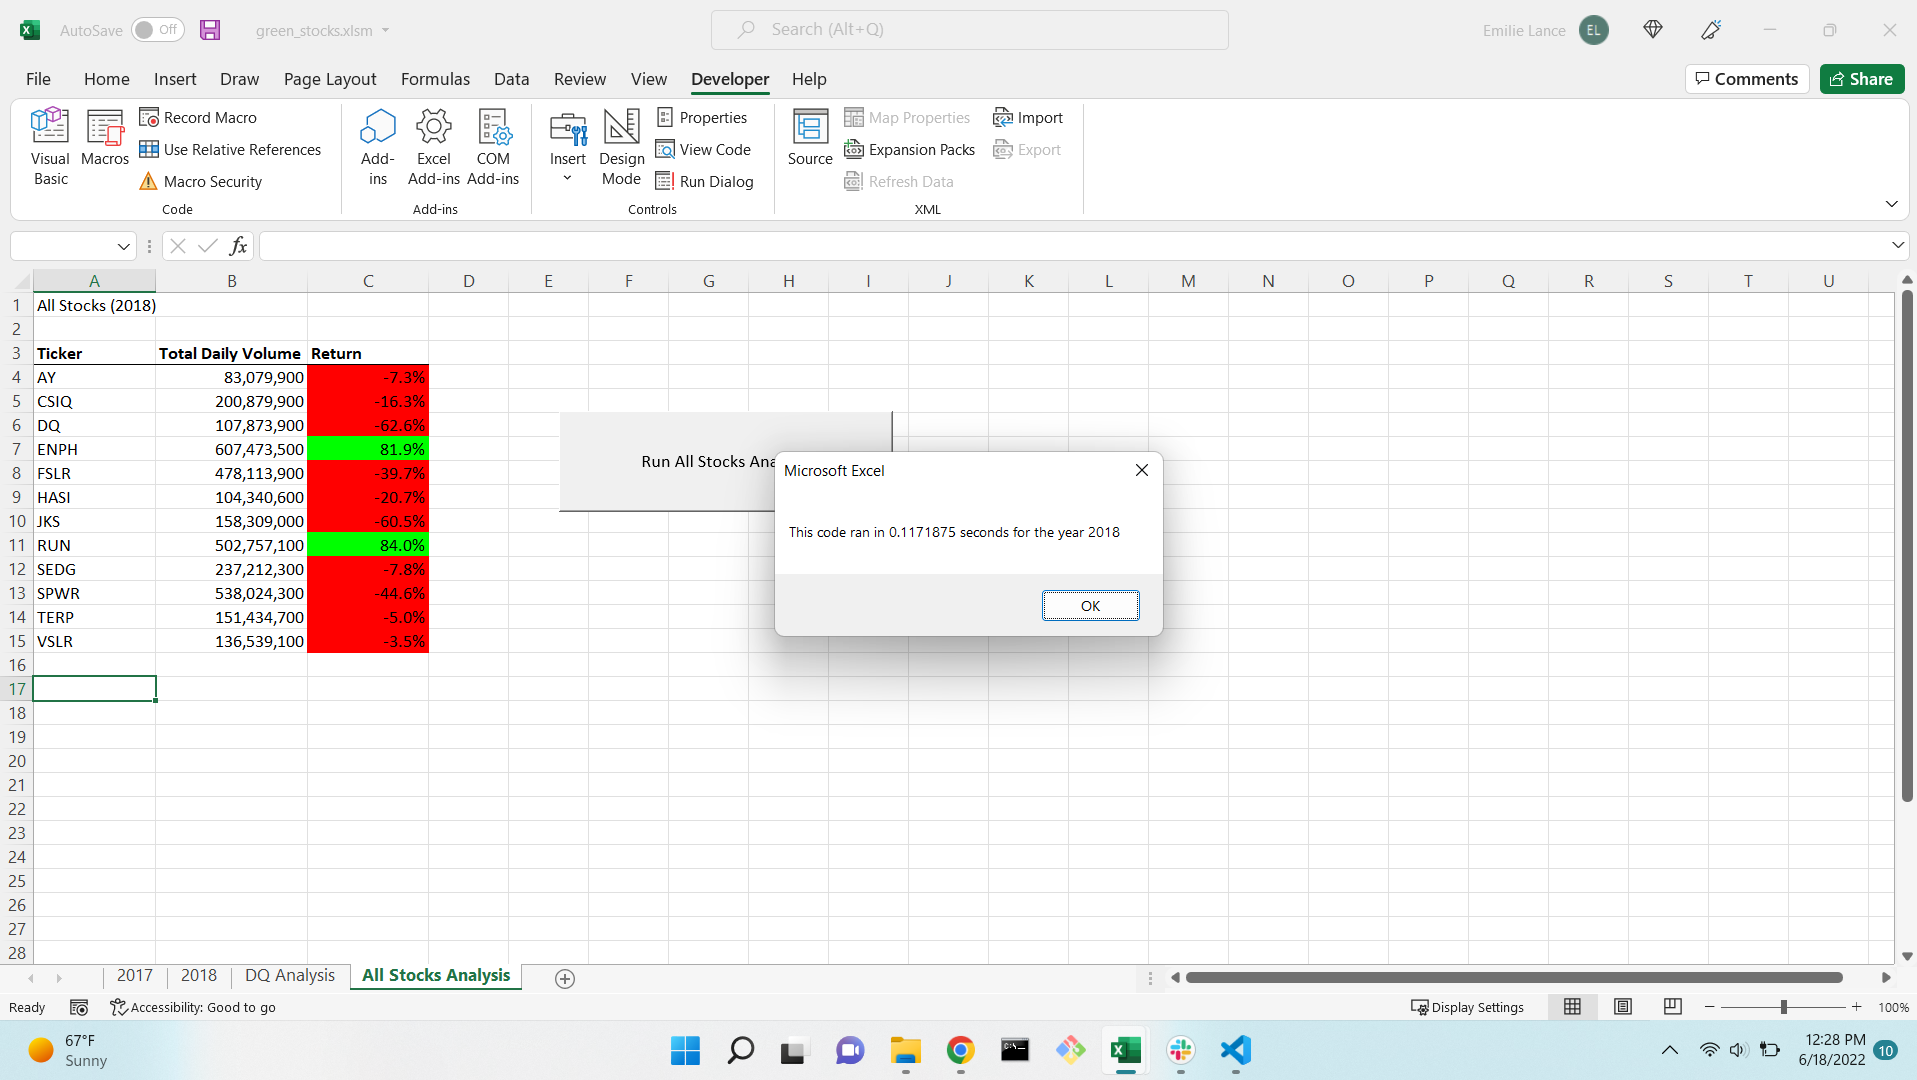 AutoSave Off green_stocks.xlsm Search (Alt+Q) Emilie Lance EL
File Home Insert Draw Page Layout Formulas Data Review View Developer Help Comments Share
Visual Basic
Macros
Record Macro
Use Relative References
Macro Security
Code
Add-ins
Excel Add-ins
COM Add-ins
Add-ins
Insert
Design Mode
Properties
View Code
Run Dialog
Controls
Source
Map Properties
Expansion Packs
Refresh Data
Import
Export
XML
fx
A B C D E F G H I J K L M N O P Q R S T U
1 All Stocks (2018)
2
3 Ticker Total Daily Volume Return
4 AY 83,079,900 -7.3%
5 CSIQ 200,879,900 -16.3%
6 DQ 107,873,900 -62.6%
7 ENPH 607,473,500 81.9%
8 FSLR 478,113,900 -39.7%
9 HASI 104,340,600 -20.7%
10 JKS 158,309,000 -60.5%
11 RUN 502,757,100 84.0%
12 SEDG 237,212,300 -7.8%
13 SPWR 538,024,300 -44.6%
14 TERP 151,434,700 -5.0%
15 VSLR 136,539,100 -3.5%
16
17
18
19
20
21
22
23
24
25
26
27
28
Run All Stocks Ana
Microsoft Excel
This code ran in 0.1171875 seconds for the year 2018
OK
2017 2018 DQ Analysis All Stocks Analysis
Ready Accessibility: Good to go Display Settings 100%
67°F
Sunny
12:28 PM
6/18/2022
10